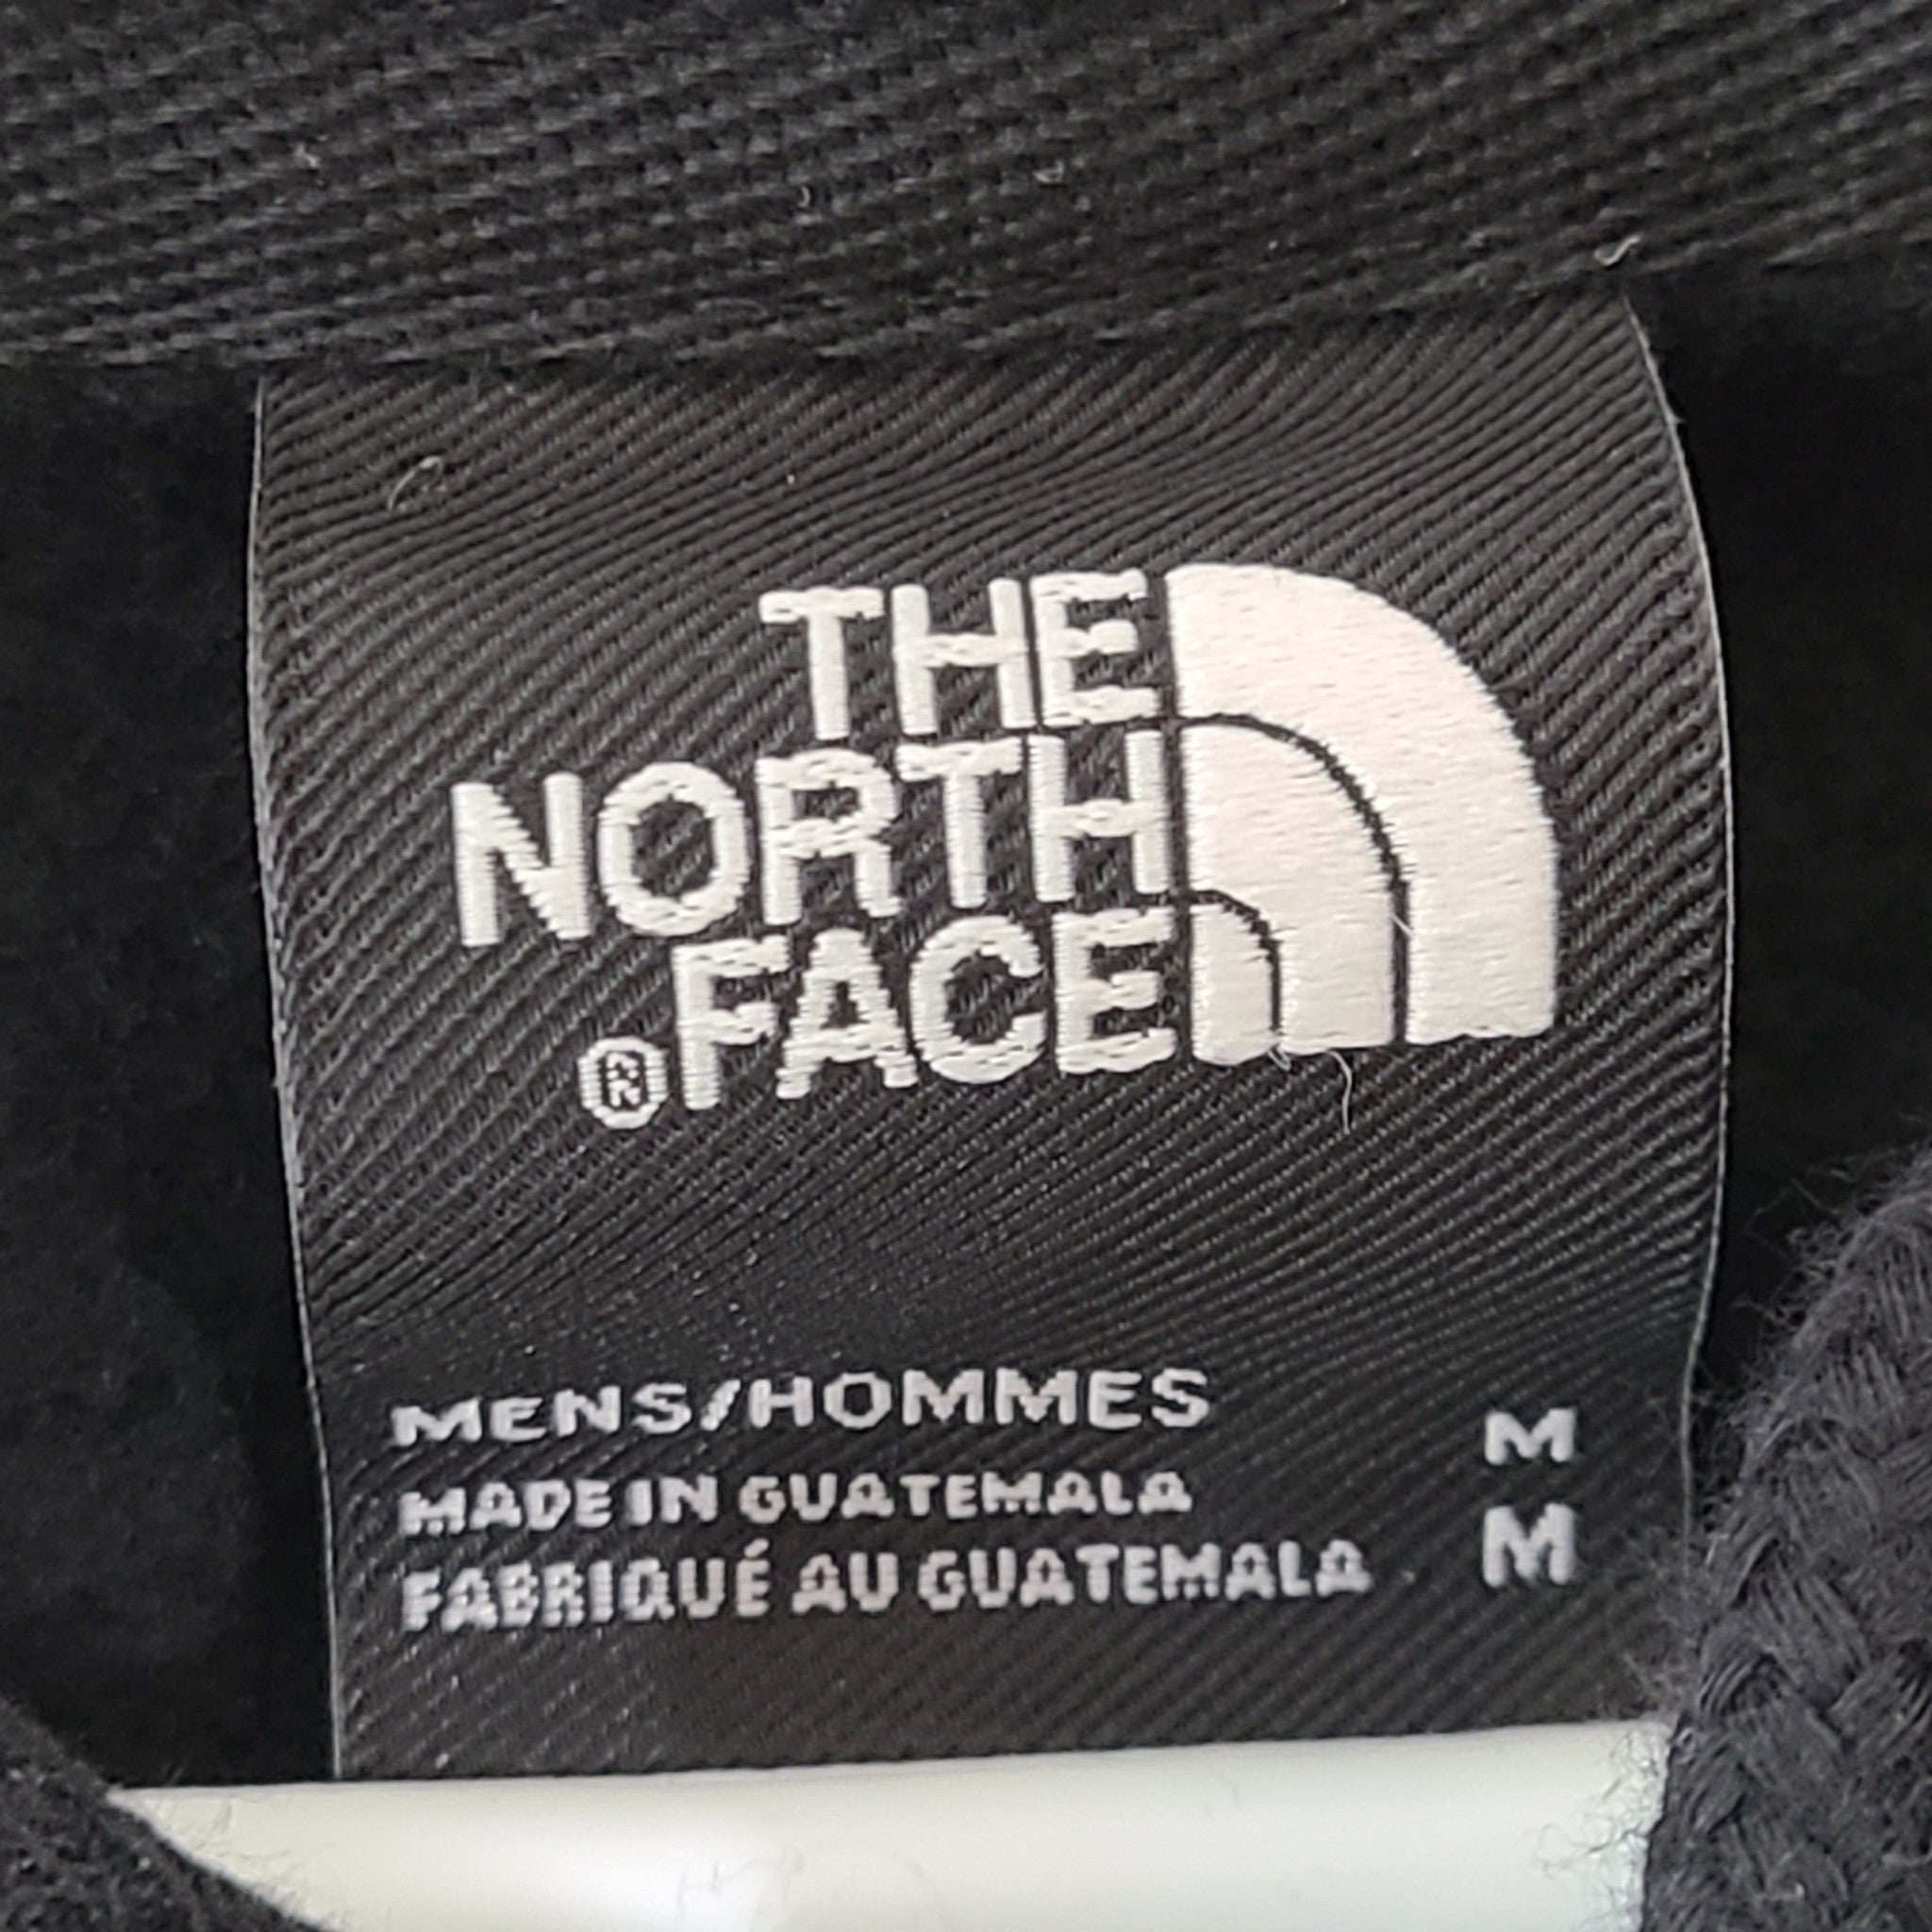 THE
NORTH
® FACE
MENS/HOMMES M
MADE IN GUATEMALA
FABRIQUÉ AU GUATEMALA M